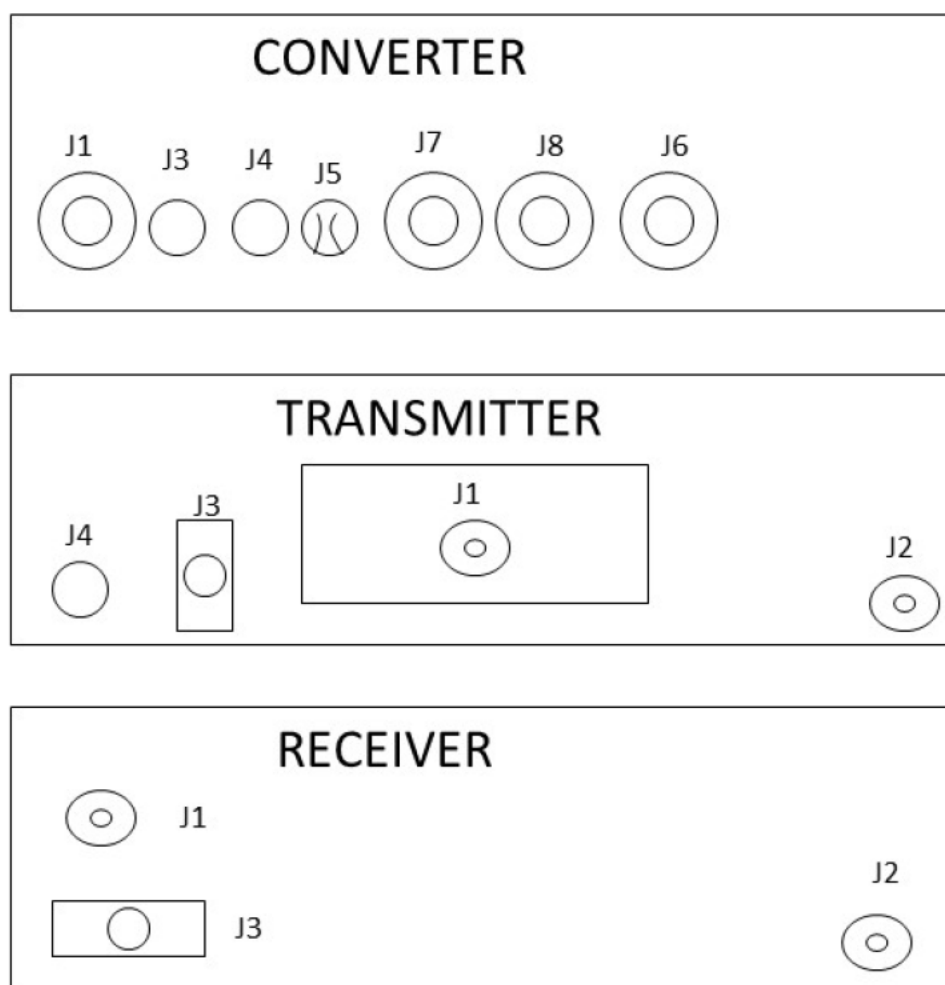 CONVERTER
J1 J3 J4 J5 J7 J8 J6
TRANSMITTER
J4 J3 J1 J2
RECEIVER
J1
J2
J3